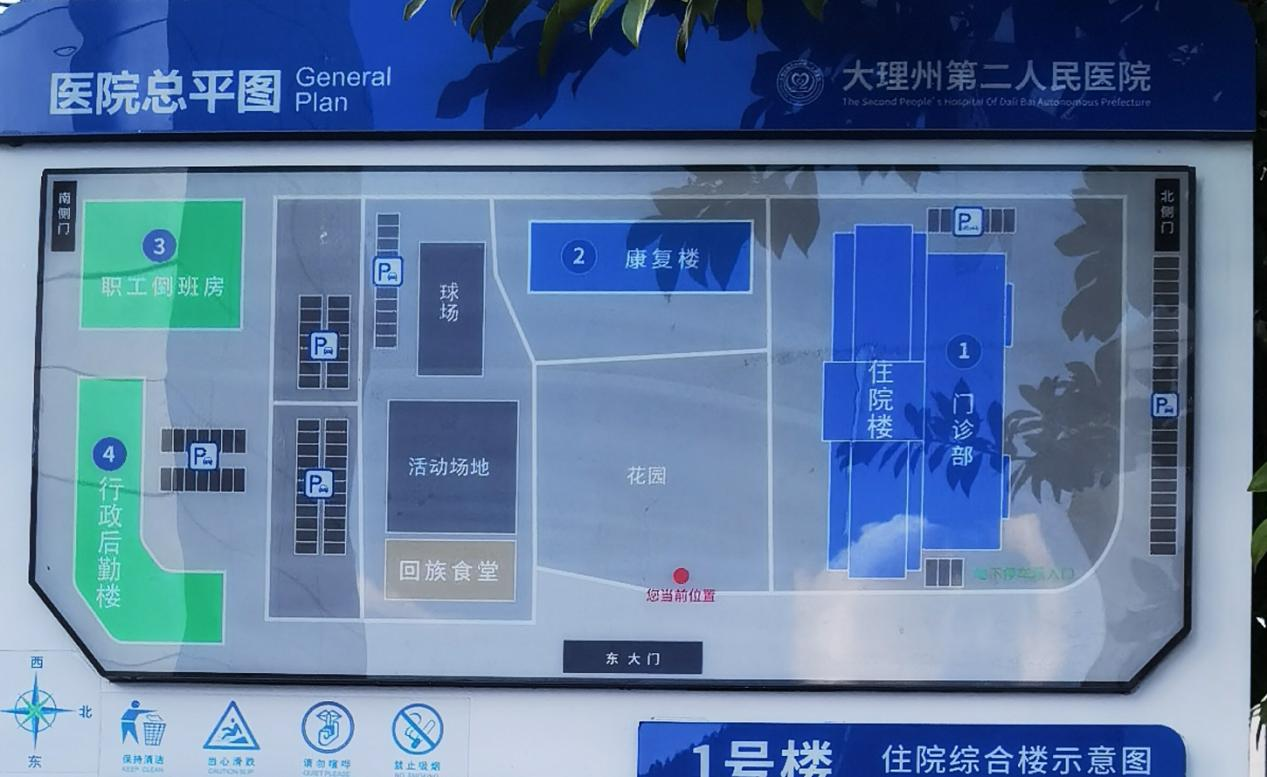 医院总平图
General
Plan
大理州第二人民医院
The Second People's Hospital Of Dali Bai Autonomous Prefecture
南侧门
北侧门
3
职工倒班房
P
P
球场
2
康复楼
P
1
住院楼
门诊部
P
P
4
行政后勤楼
P
活动场地
花园
回族食堂
您当前位置
地下停车场入口
东大门
西
北
东
保持清洁
KEEP CLEAN
当心滑跌
CAUTION SLIP
请勿喧哗
QUIET PLEASE
禁止吸烟
NO SMOKING
1号楼
住院综合楼示意图